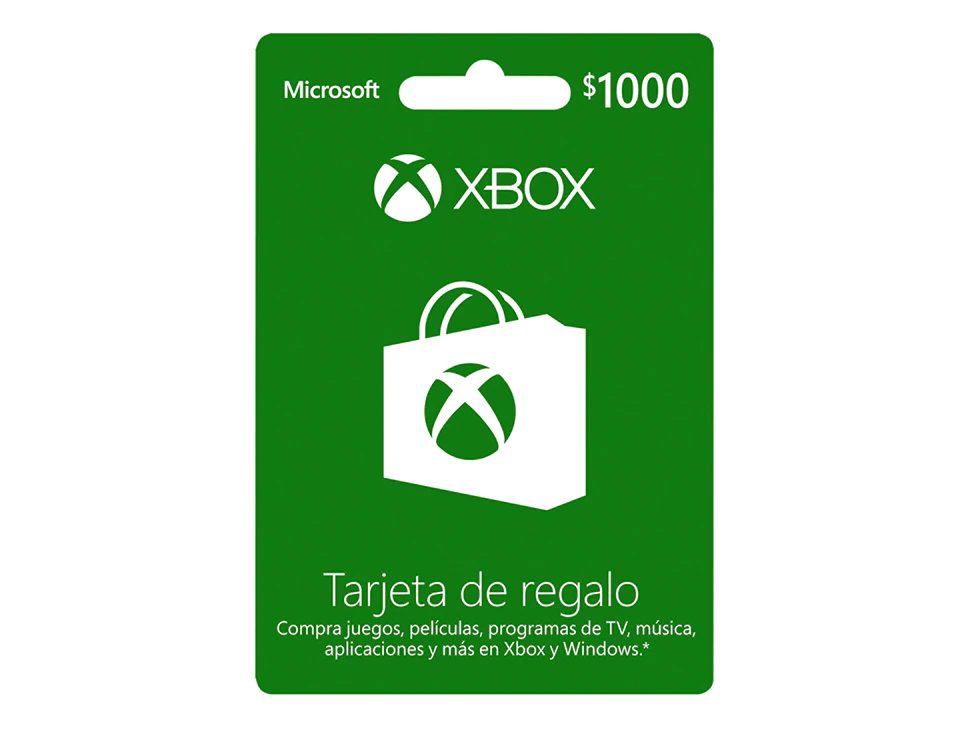 Microsoft
$1000
XBOX
Tarjeta de regalo
Compra juegos, películas, programas de TV, música,
aplicaciones y más en Xbox y Windows.*